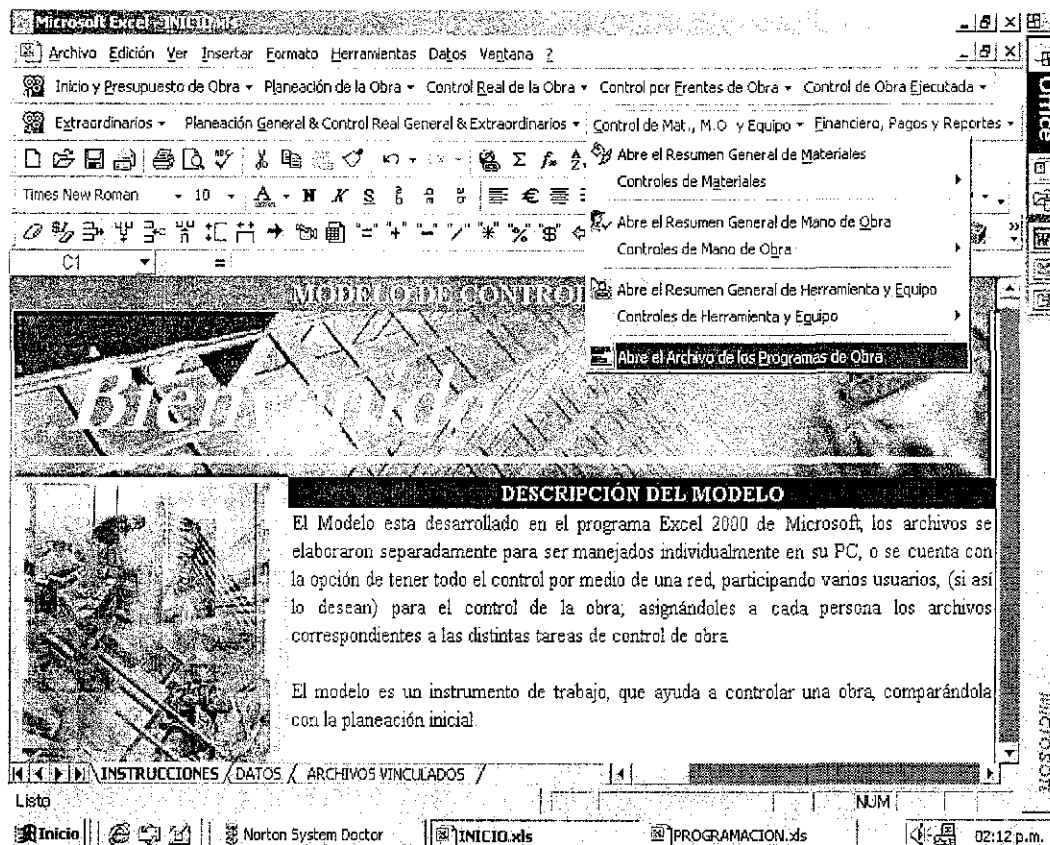 Microsoft Excel - INICIO.xls
Archivo Edición Ver Insertar Formato Herramientas Datos Ventana ?
Inicio y Presupuesto de Obra Planeación de la Obra Control Real de la Obra Control por Frentes de Obra Control de Obra Ejecutada
Extraordinarios Planeación General & Control Real General & Extraordinarios Control de Mat., M.O y Equipo Financiero, Pagos y Reportes
Abre el Resumen General de Materiales
Controles de Materiales
Times New Roman 10 A N K S
Abre el Resumen General de Mano de Obra
Controles de Mano de Obra
C1 =
Abre el Resumen General de Herramienta y Equipo
Controles de Herramienta y Equipo
Abre el Archivo de los Programas de Obra
MODELO DE CONTROL
Bienvenido
DESCRIPCIÓN DEL MODELO
El Modelo esta desarrollado en el programa Excel 2000 de Microsoft, los archivos se
elaboraron separadamente para ser manejados individualmente en su PC, o se cuenta con
la opción de tener todo el control por medio de una red, participando varios usuarios, (si así
lo desean) para el control de la obra; asignándoles a cada persona los archivos
correspondientes a las distintas tareas de control de obra
El modelo es un instrumento de trabajo, que ayuda a controlar una obra, comparándola
con la planeación inicial
INSTRUCCIONES DATOS ARCHIVOS VINCULADOS
Listo NUM
Inicio Norton System Doctor INICIO.xls PROGRAMACION.xls 02:12 p.m.
Office
Microsoft